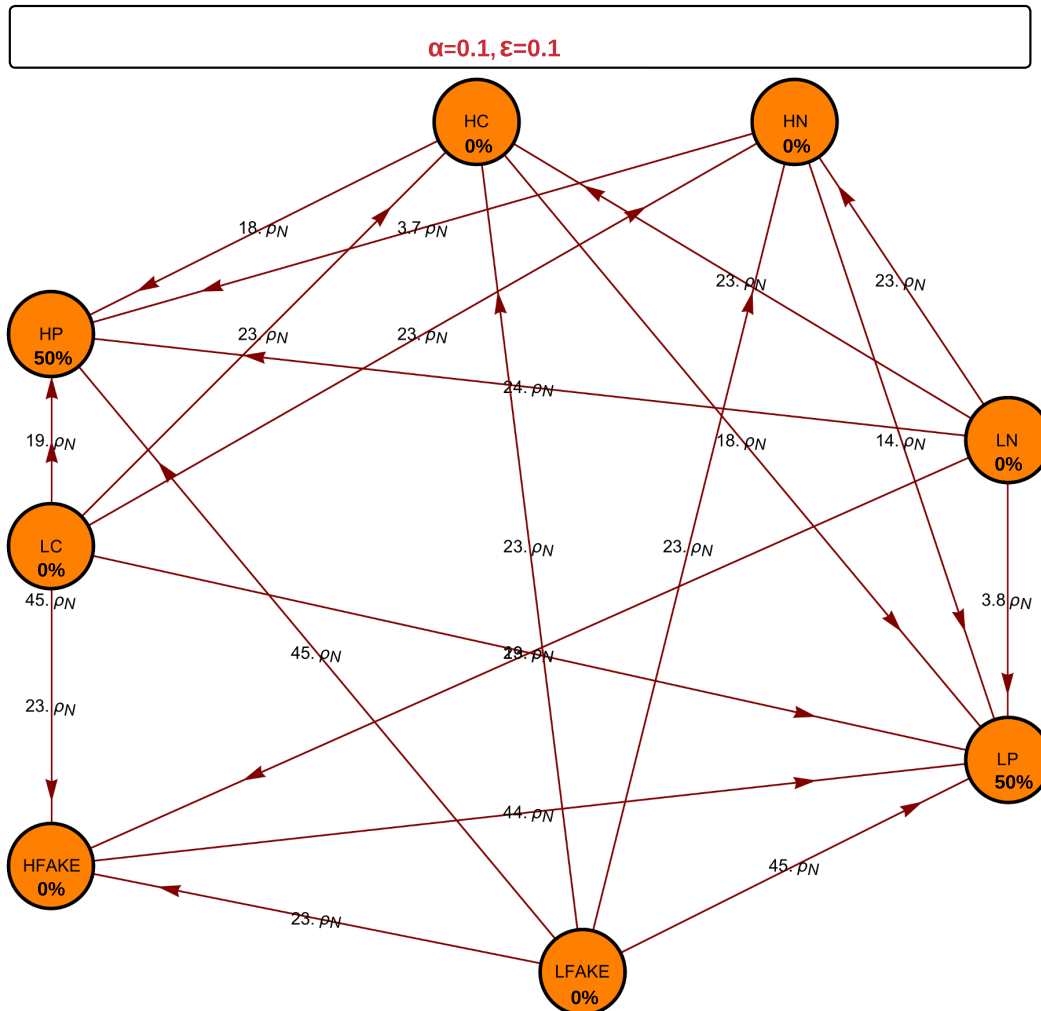 α=0.1, ε=0.1
HC
0%
HN
0%
18. ρN
3.7 ρN
23. ρN
23. ρN
HP
50%
23. ρN
23. ρN
24. ρN
19. ρN
18. ρN
14. ρN
LN
0%
LC
0%
23. ρN
23. ρN
45. ρN
3.8 ρN
45. ρN
ρN
23. ρN
LP
50%
44. ρN
HFAKE
0%
45. ρN
23. ρN
LFAKE
0%